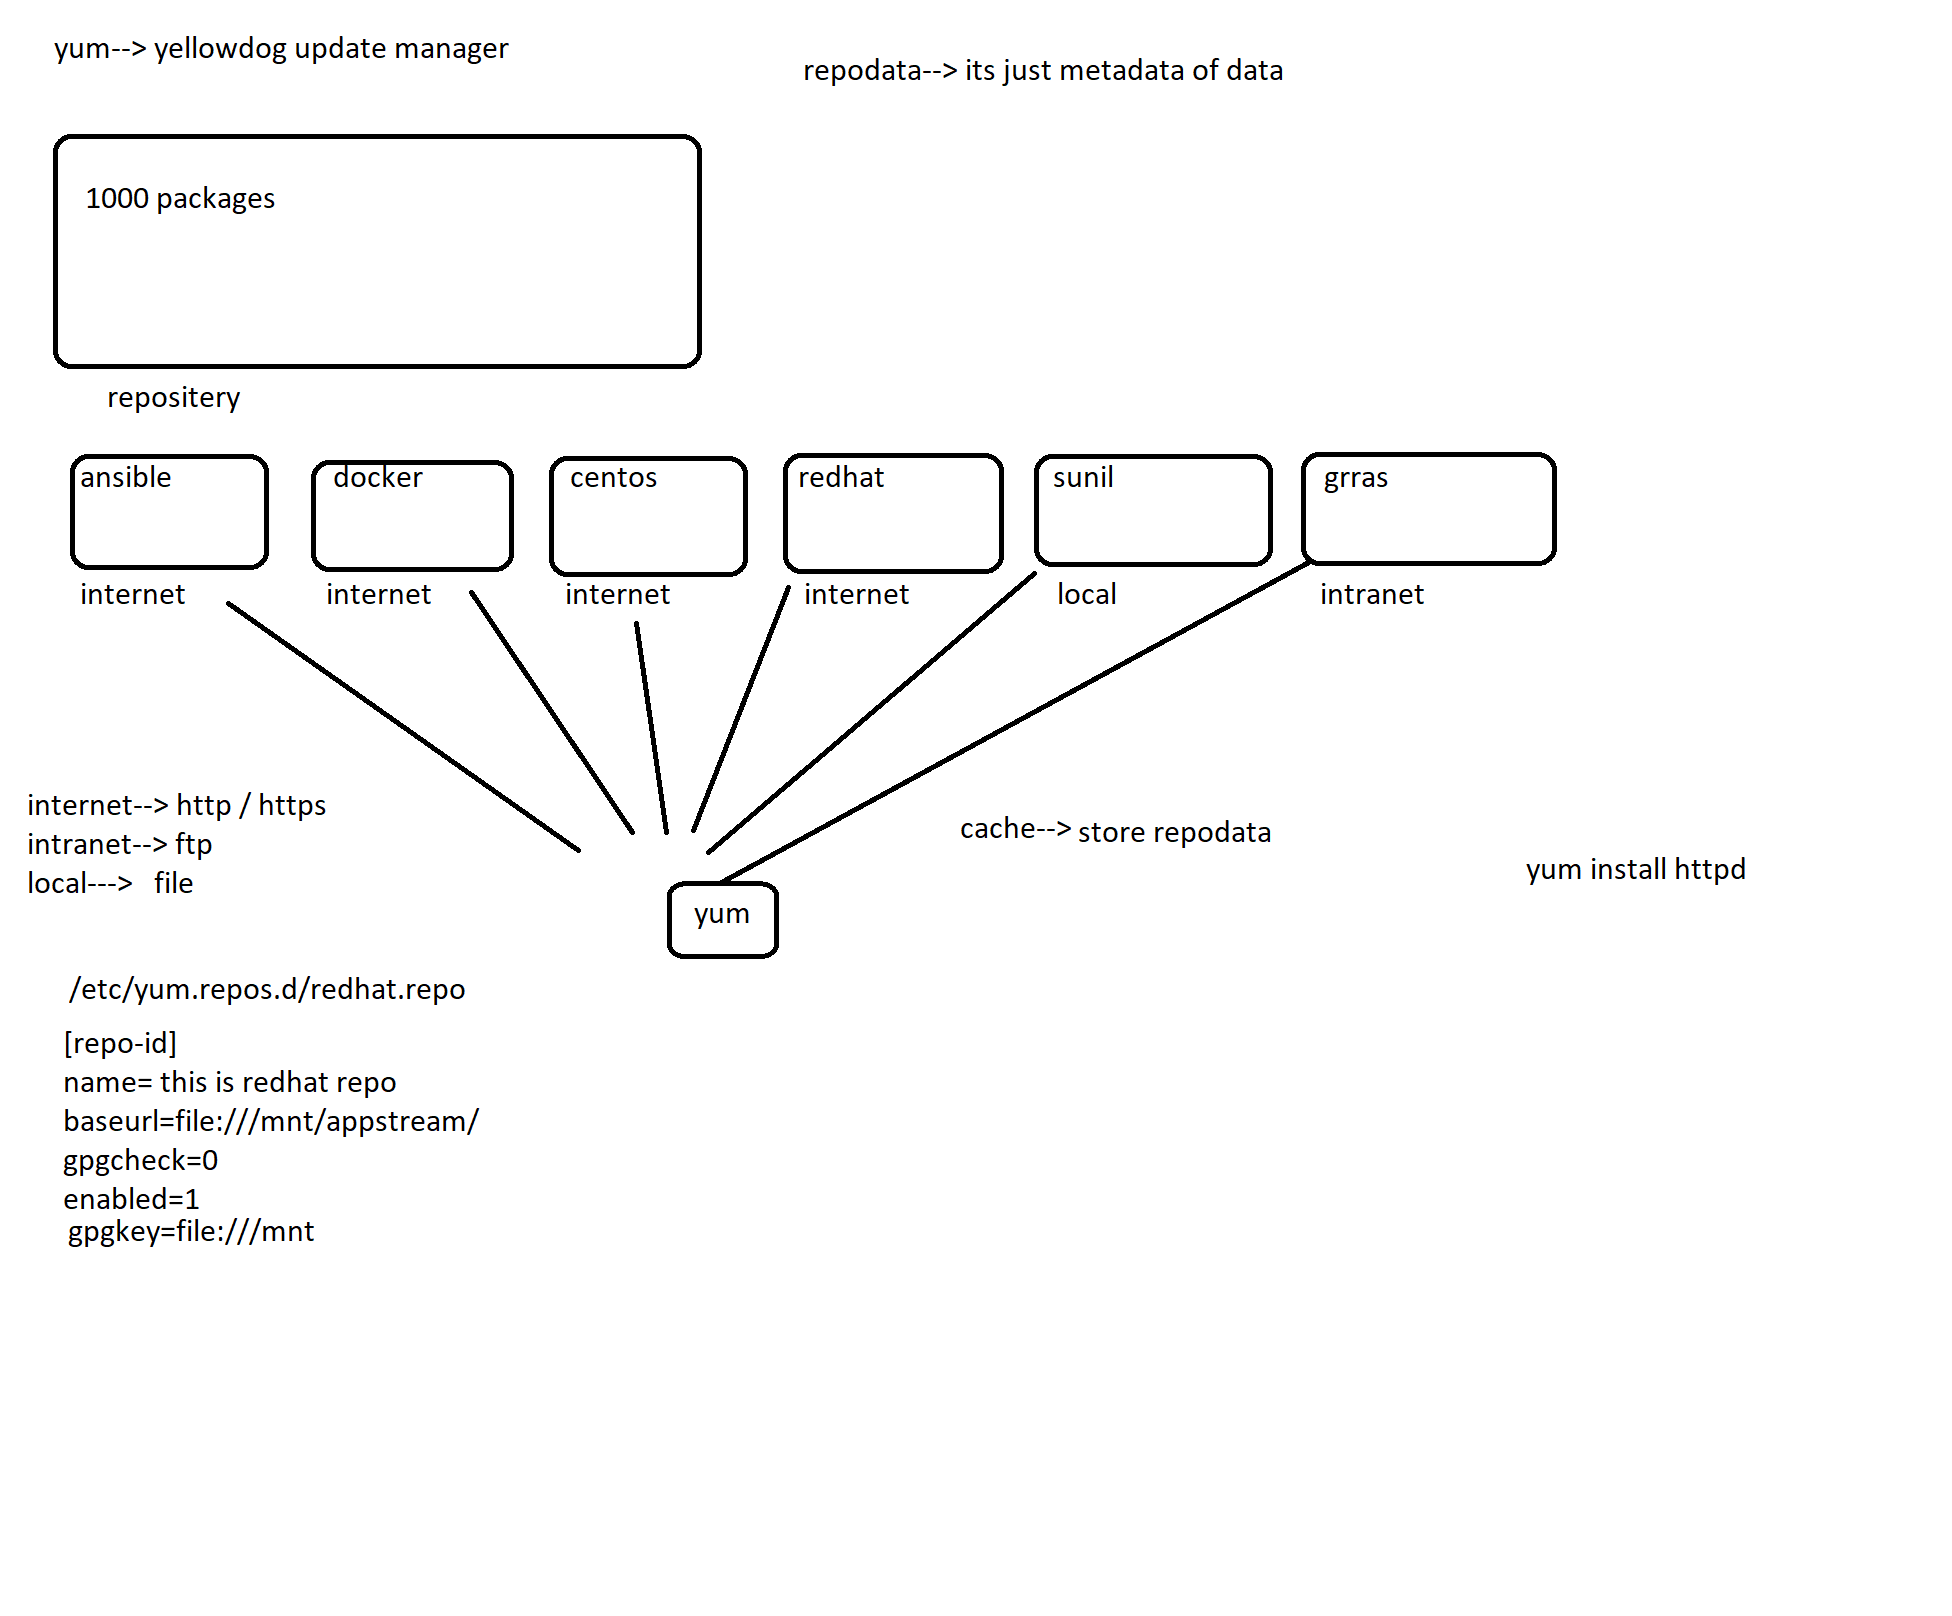 yum--> yellowdog update manager
repodata--> its just metadata of data
1000 packages
repositery
ansible
docker
centos
redhat
sunil
grras
internet
internet
internet
internet
local
intranet
internet--> http / https
intranet--> ftp
local---> file
cache--> store repodata
yum install httpd
yum
/etc/yum.repos.d/redhat.repo
[repo-id]
name= this is redhat repo
baseurl=file:///mnt/appstream/
gpgcheck=0
enabled=1
gpgkey=file:///mnt